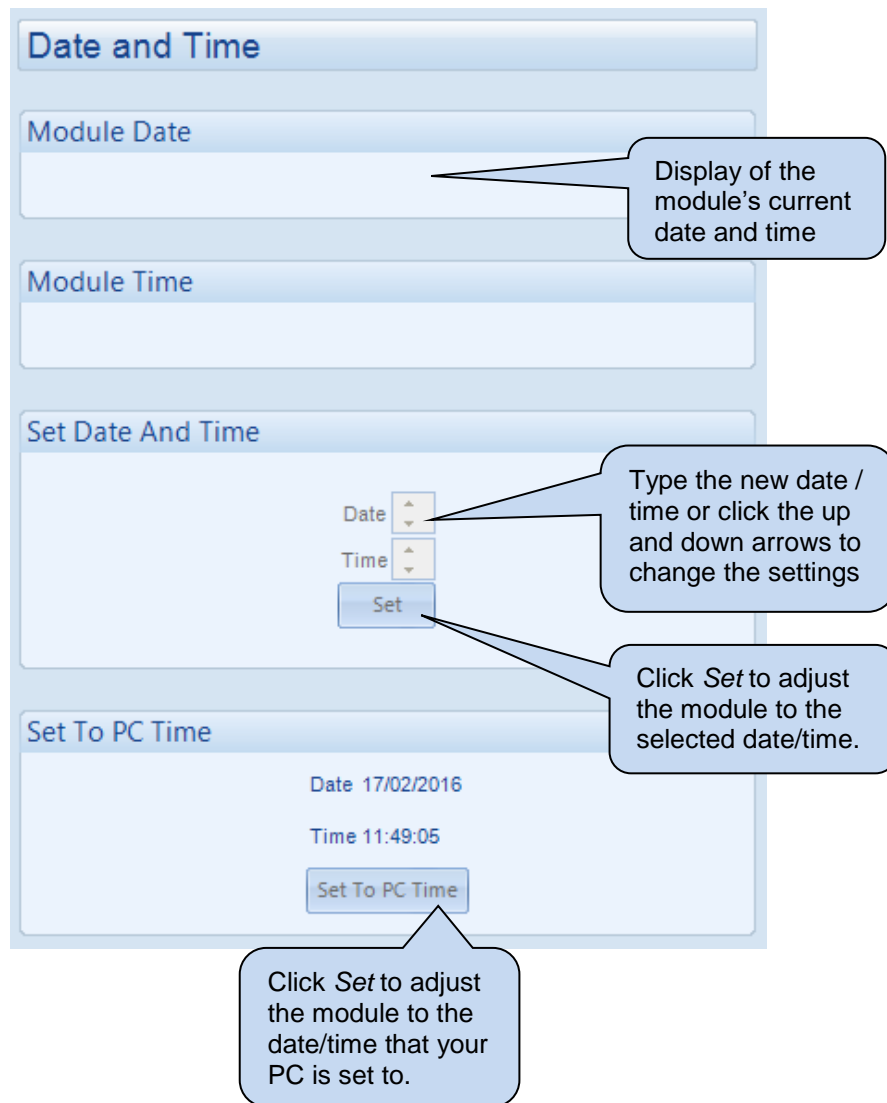 Date and Time
Module Date
Display of the
module’s current
date and time
Module Time
Set Date And Time
Type the new date /
time or click the up
and down arrows to
change the settings
Date
Time
Set
Click Set to adjust
the module to the
selected date/time.
Set To PC Time
Date 17/02/2016
Time 11:49:05
Set To PC Time
Click Set to adjust
the module to the
date/time that your
PC is set to.